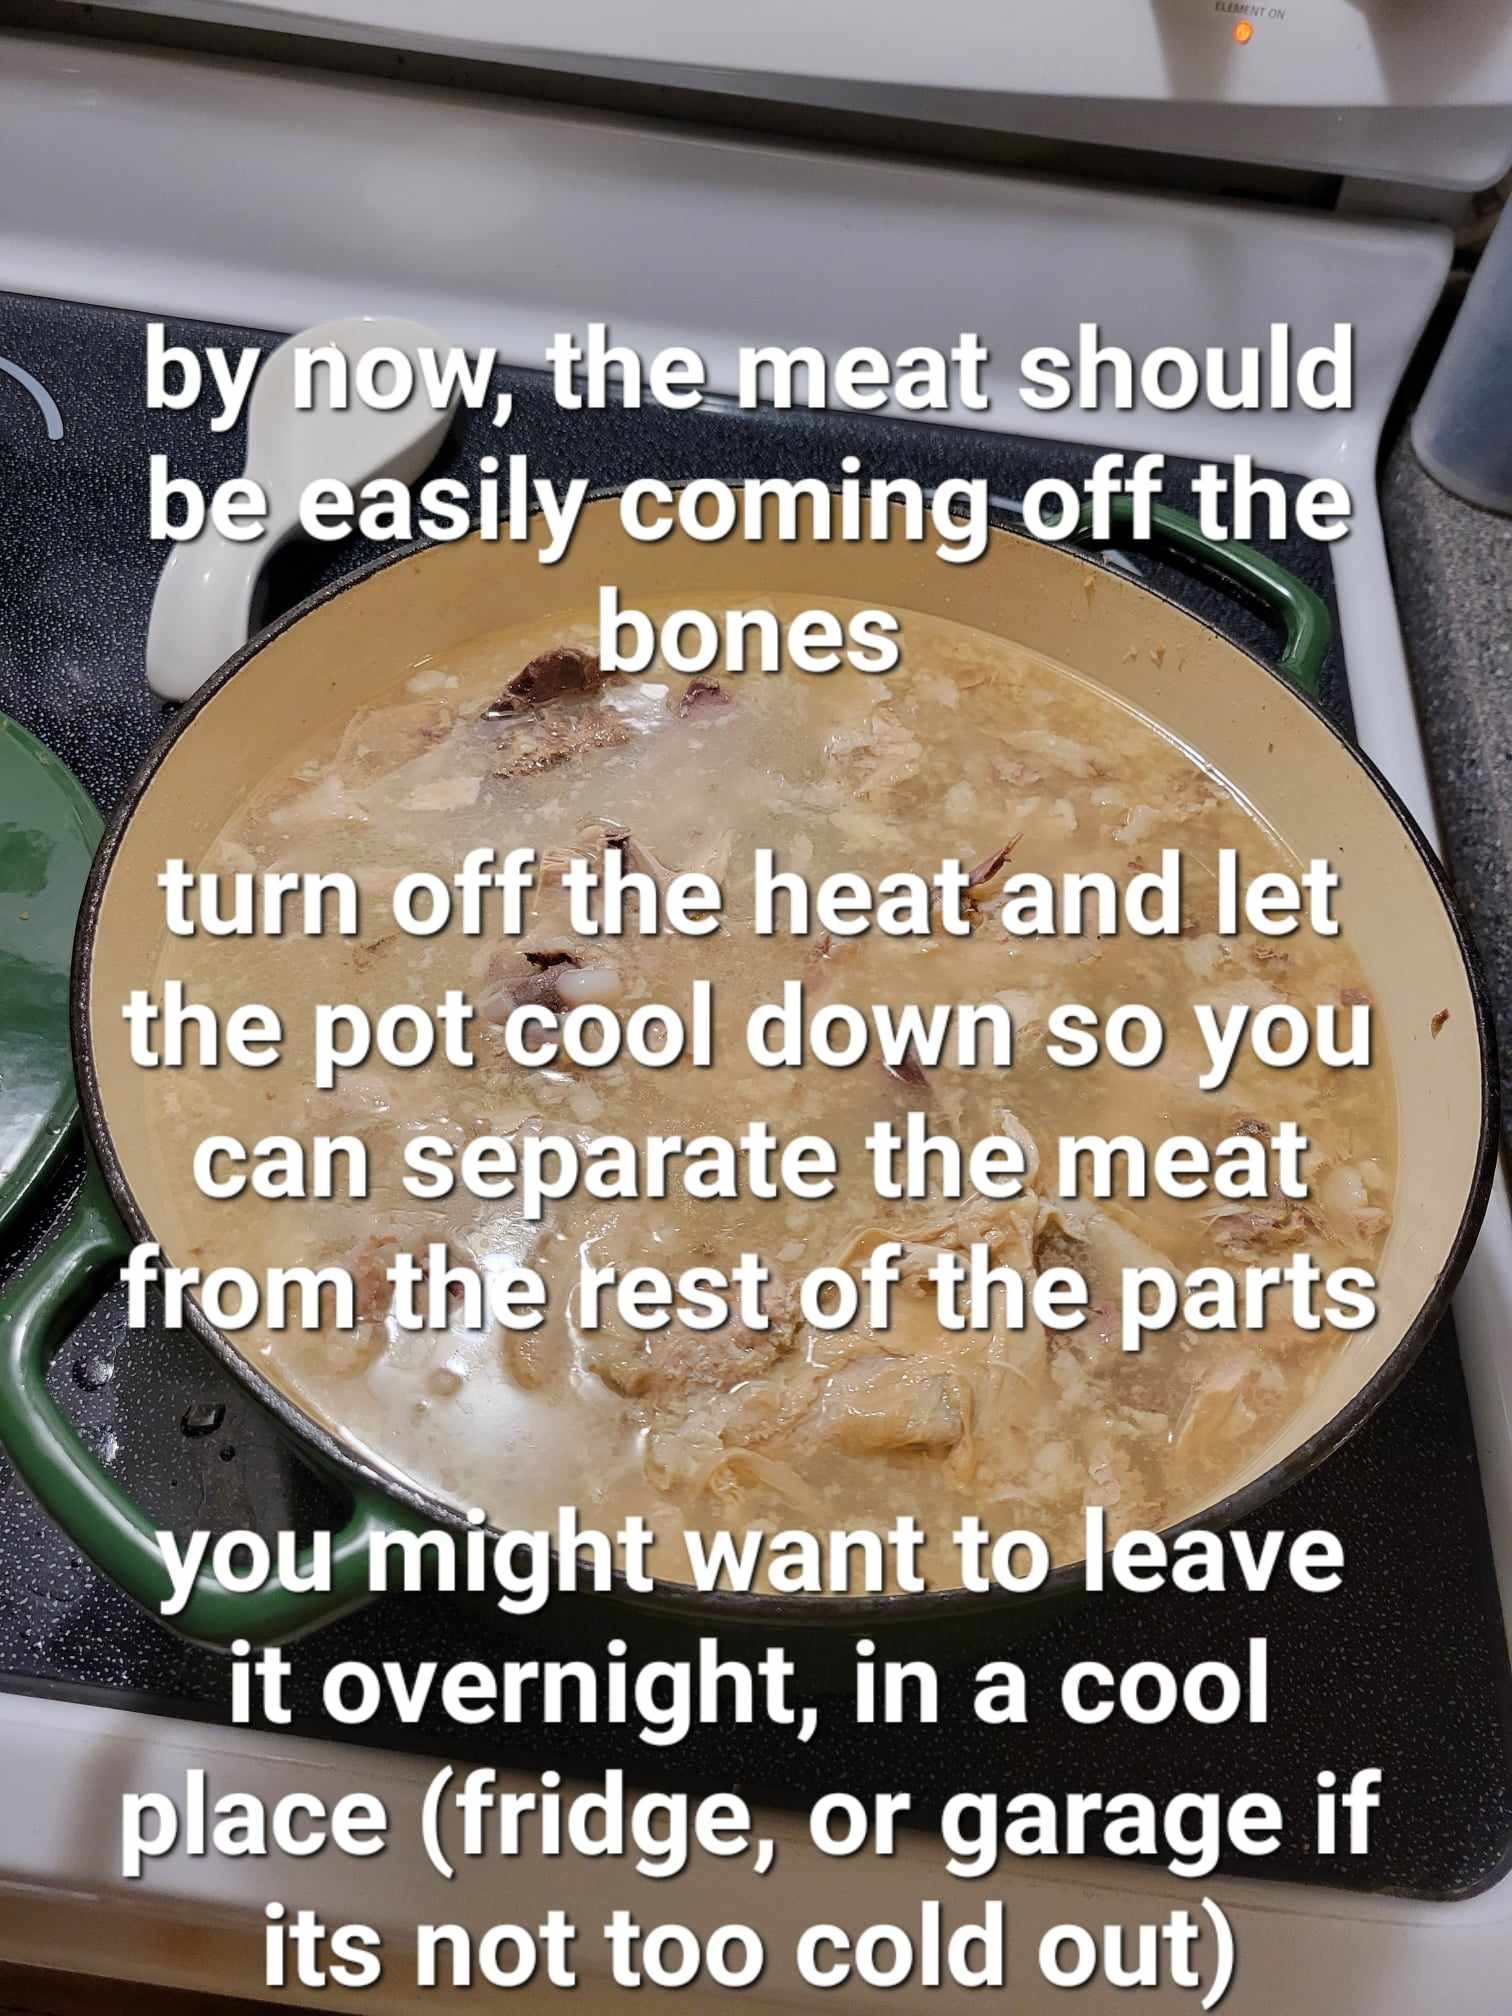 ELEMENT ON
by now, the meat should
be easily coming off the
bones
turn off the heat and let
the pot cool down so you
can separate the meat
from the rest of the parts
you might want to leave
it overnight, in a cool
place (fridge, or garage if
its not too cold out)